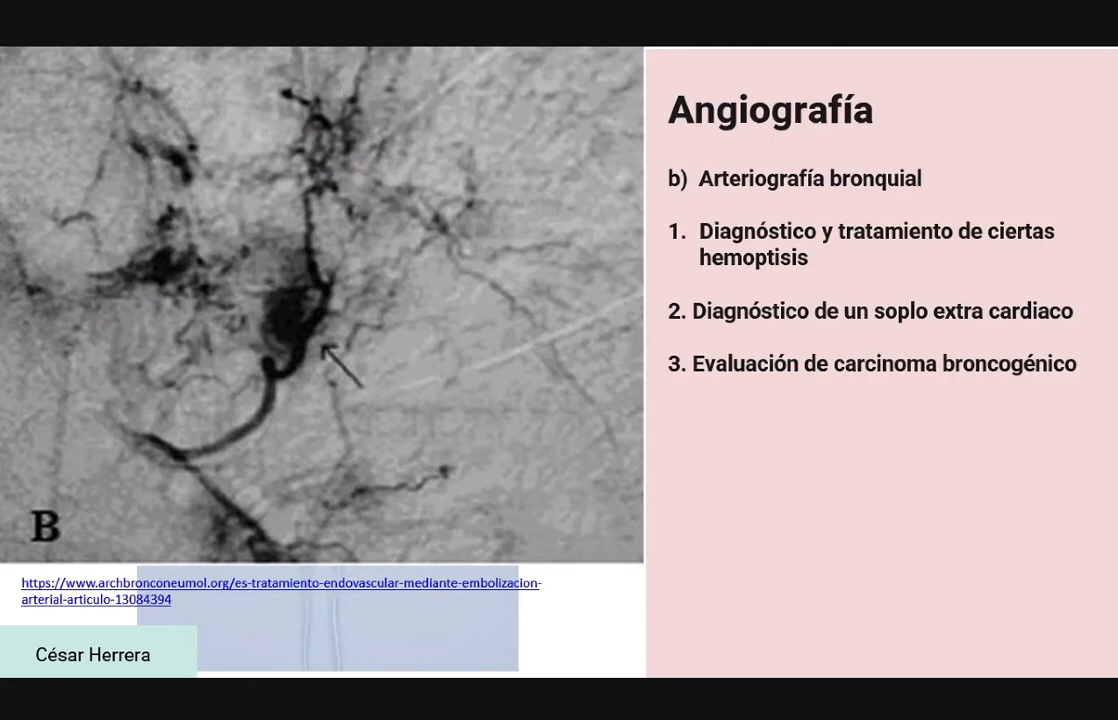 Angiografía
b) Arteriografía bronquial
1. Diagnóstico y tratamiento de ciertas
hemoptisis
2. Diagnóstico de un soplo extra cardiaco
3. Evaluación de carcinoma broncogénico
B
https://www.archbronconeumol.org/es-tratamiento-endovascular-mediante-embolizacion-
arterial-articulo-13084394
César Herrera